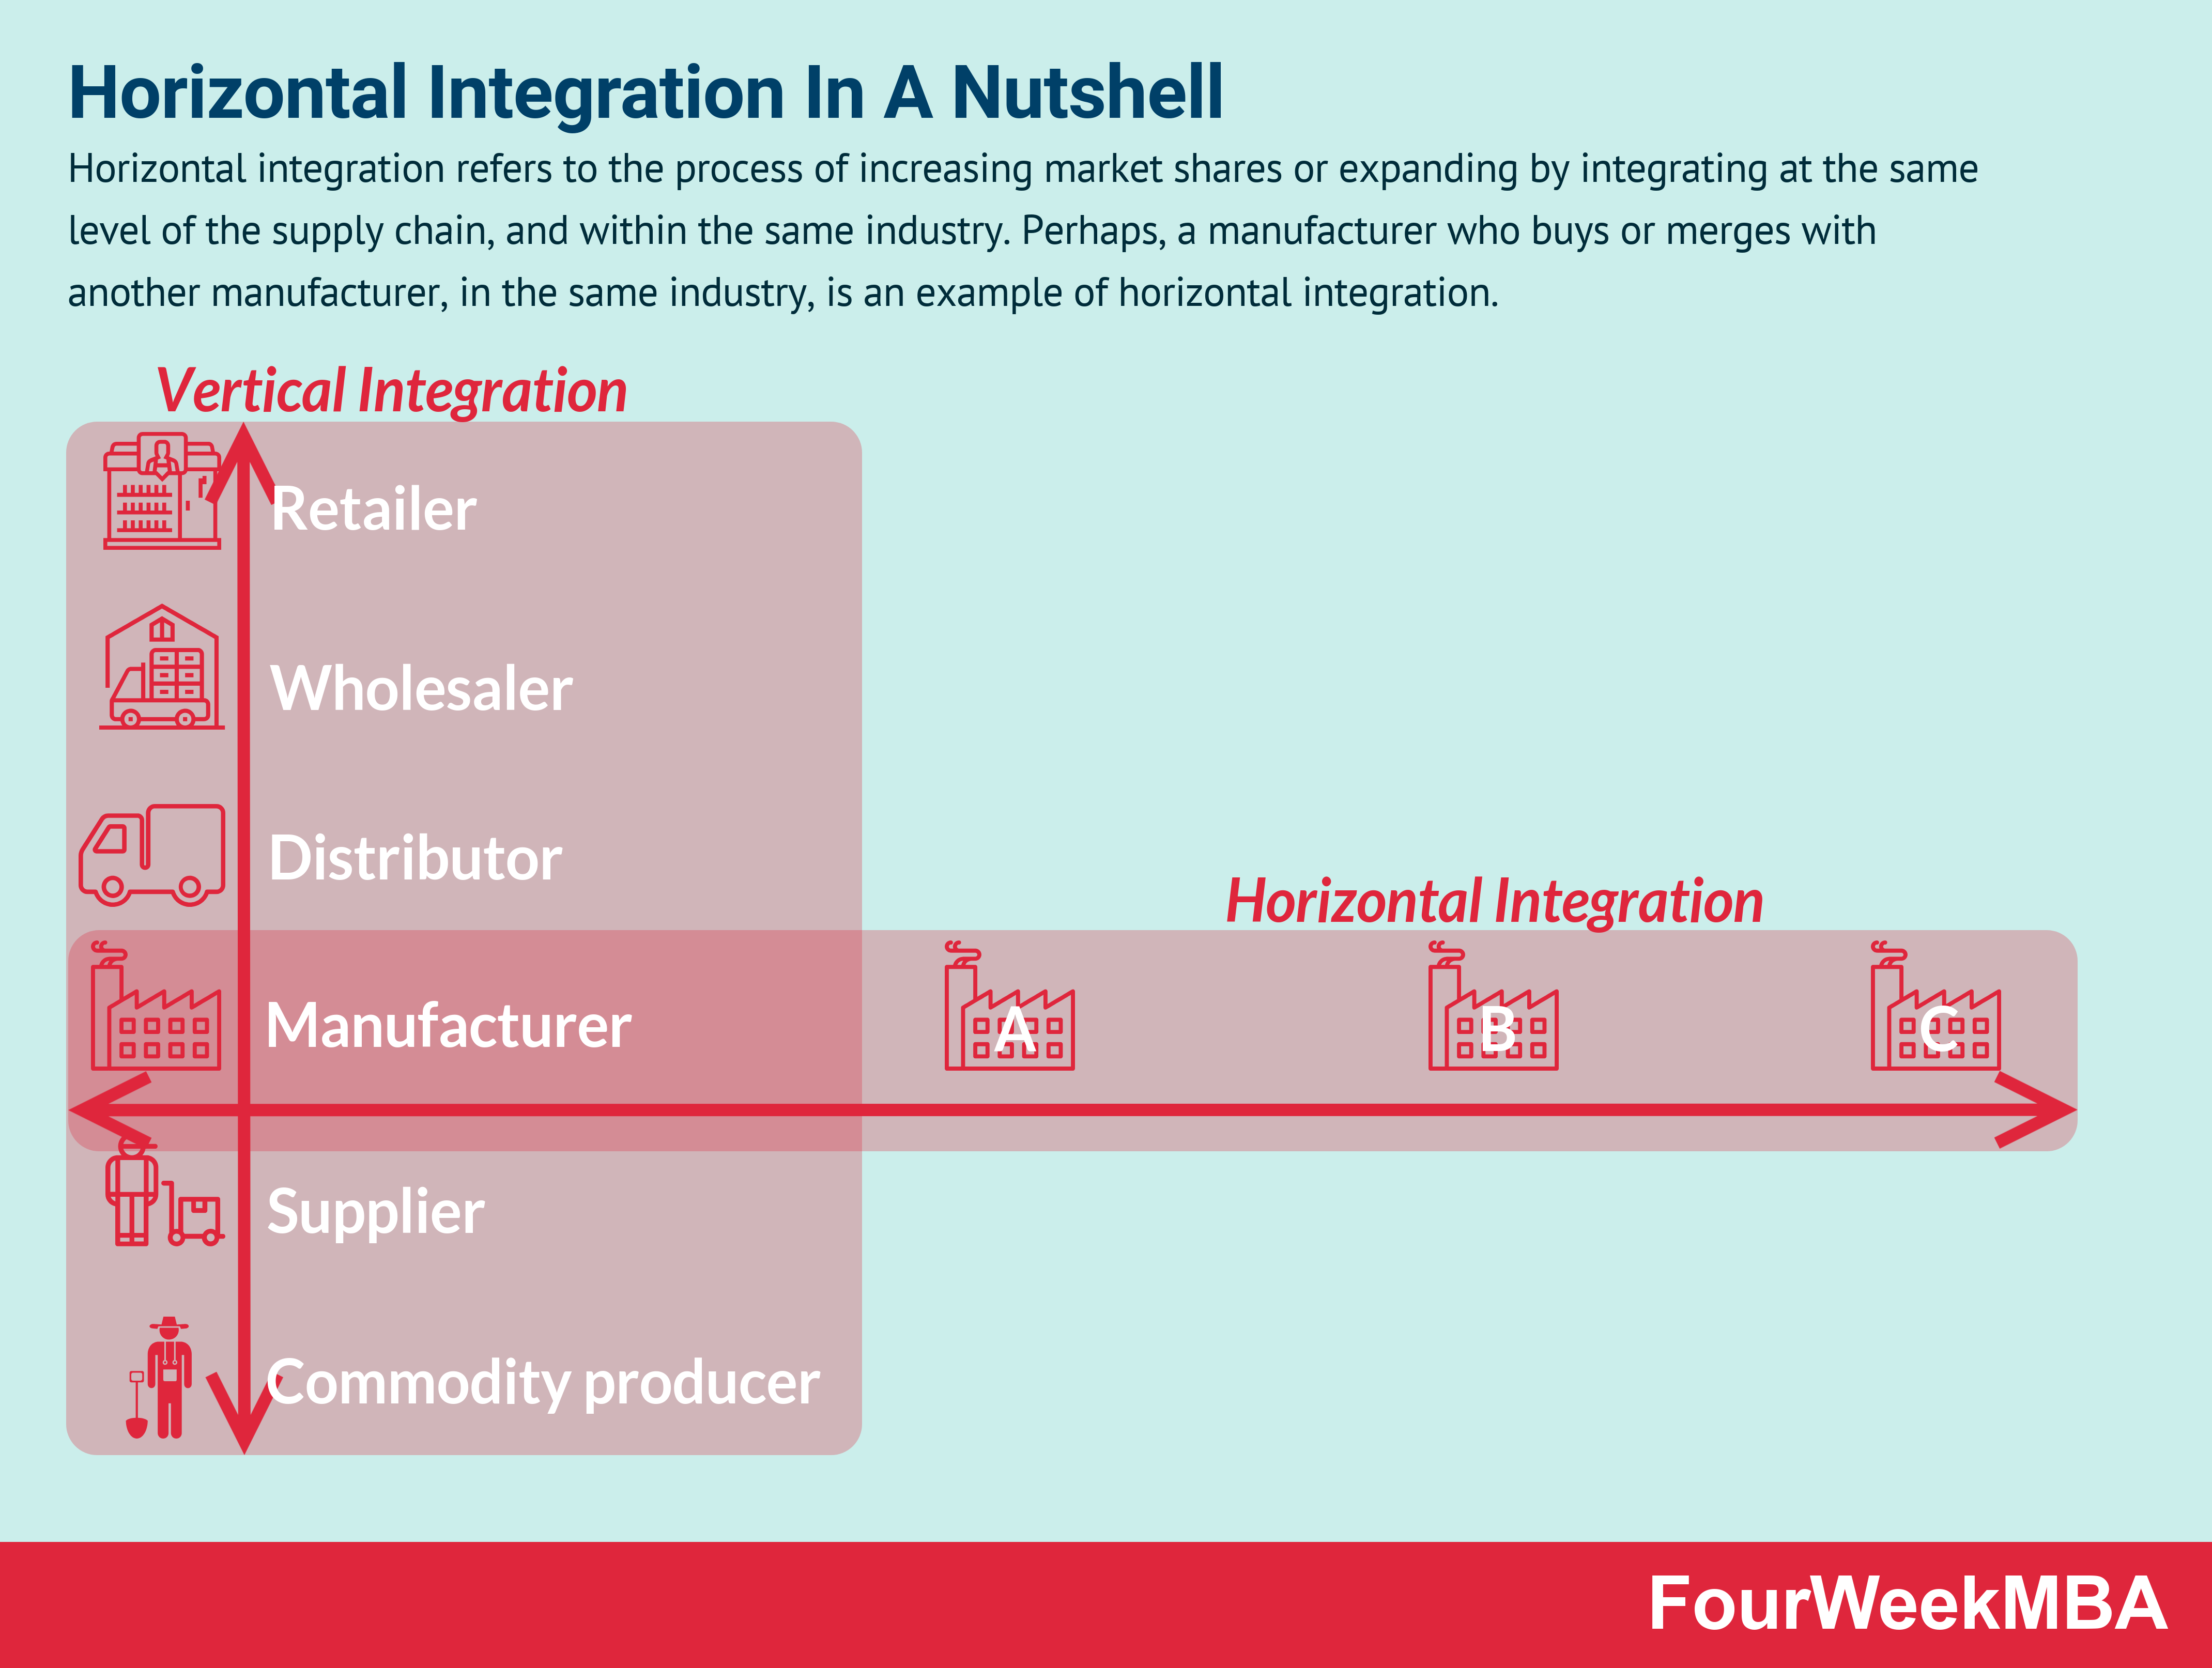 Horizontal Integration In A Nutshell
Horizontal integration refers to the process of increasing market shares or expanding by integrating at the same
level of the supply chain, and within the same industry. Perhaps, a manufacturer who buys or merges with
another manufacturer, in the same industry, is an example of horizontal integration.
Vertical Integration
Retailer
Wholesaler
Distributor
Horizontal Integration
Manufacturer
A
B
C
Supplier
Commodity producer
FourWeekMBA